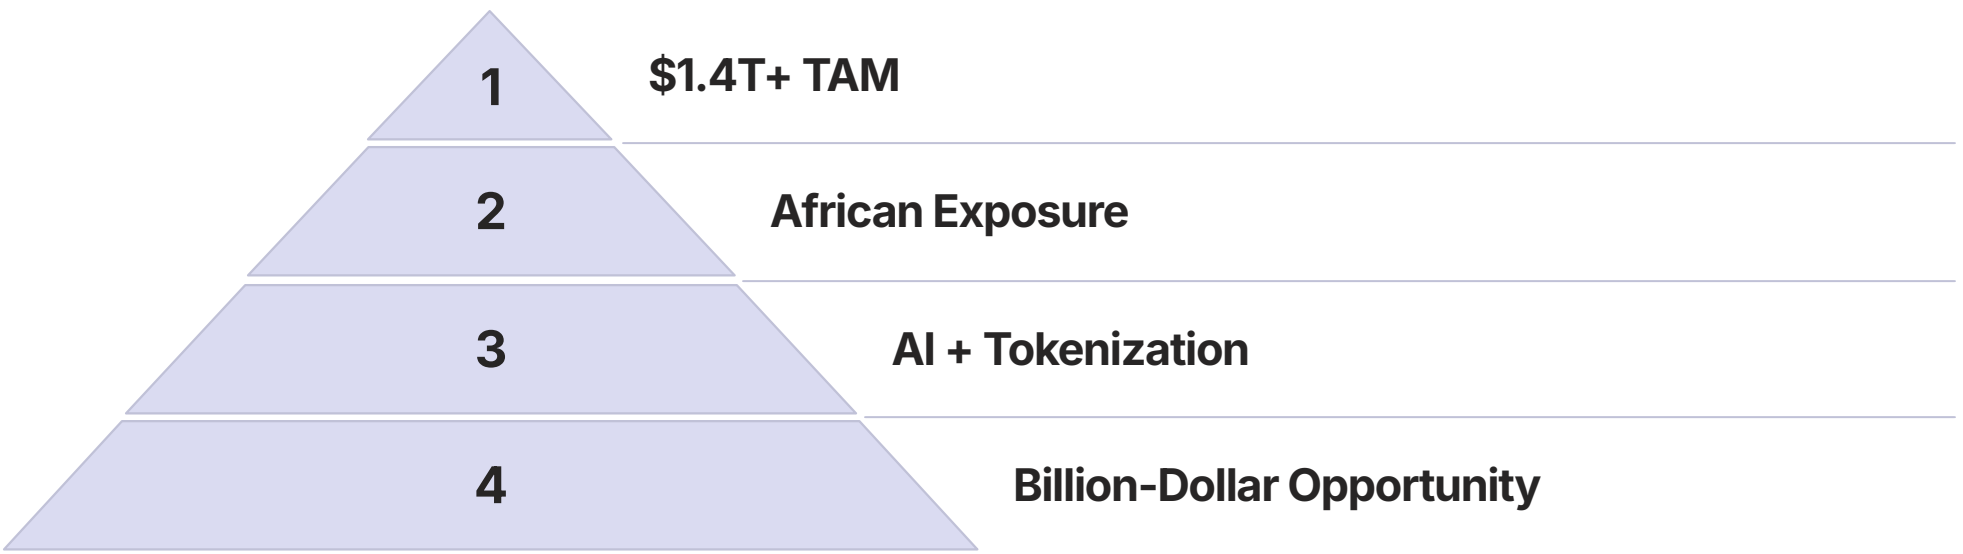 1
$1.4T+ TAM
2
African Exposure
3
AI + Tokenization
4
Billion-Dollar Opportunity